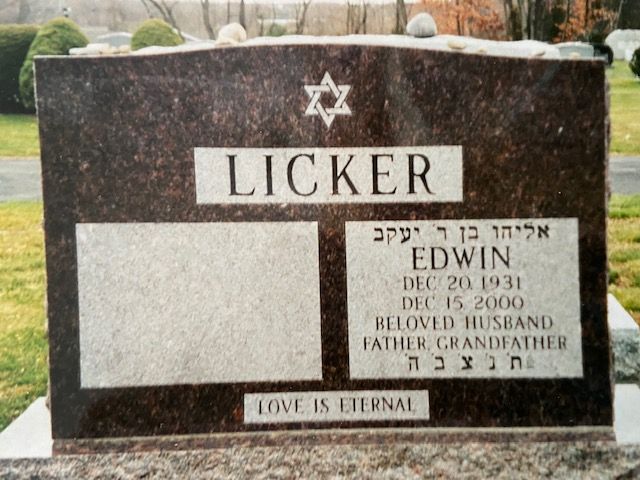 LICKER
אליהו בן ר׳ יעקב
EDWIN
DEC 20, 1931
DEC 15, 2000
BELOVED HUSBAND
FATHER, GRANDFATHER
ת׳ נ׳ צ׳ ב׳ ה׳
LOVE IS ETERNAL